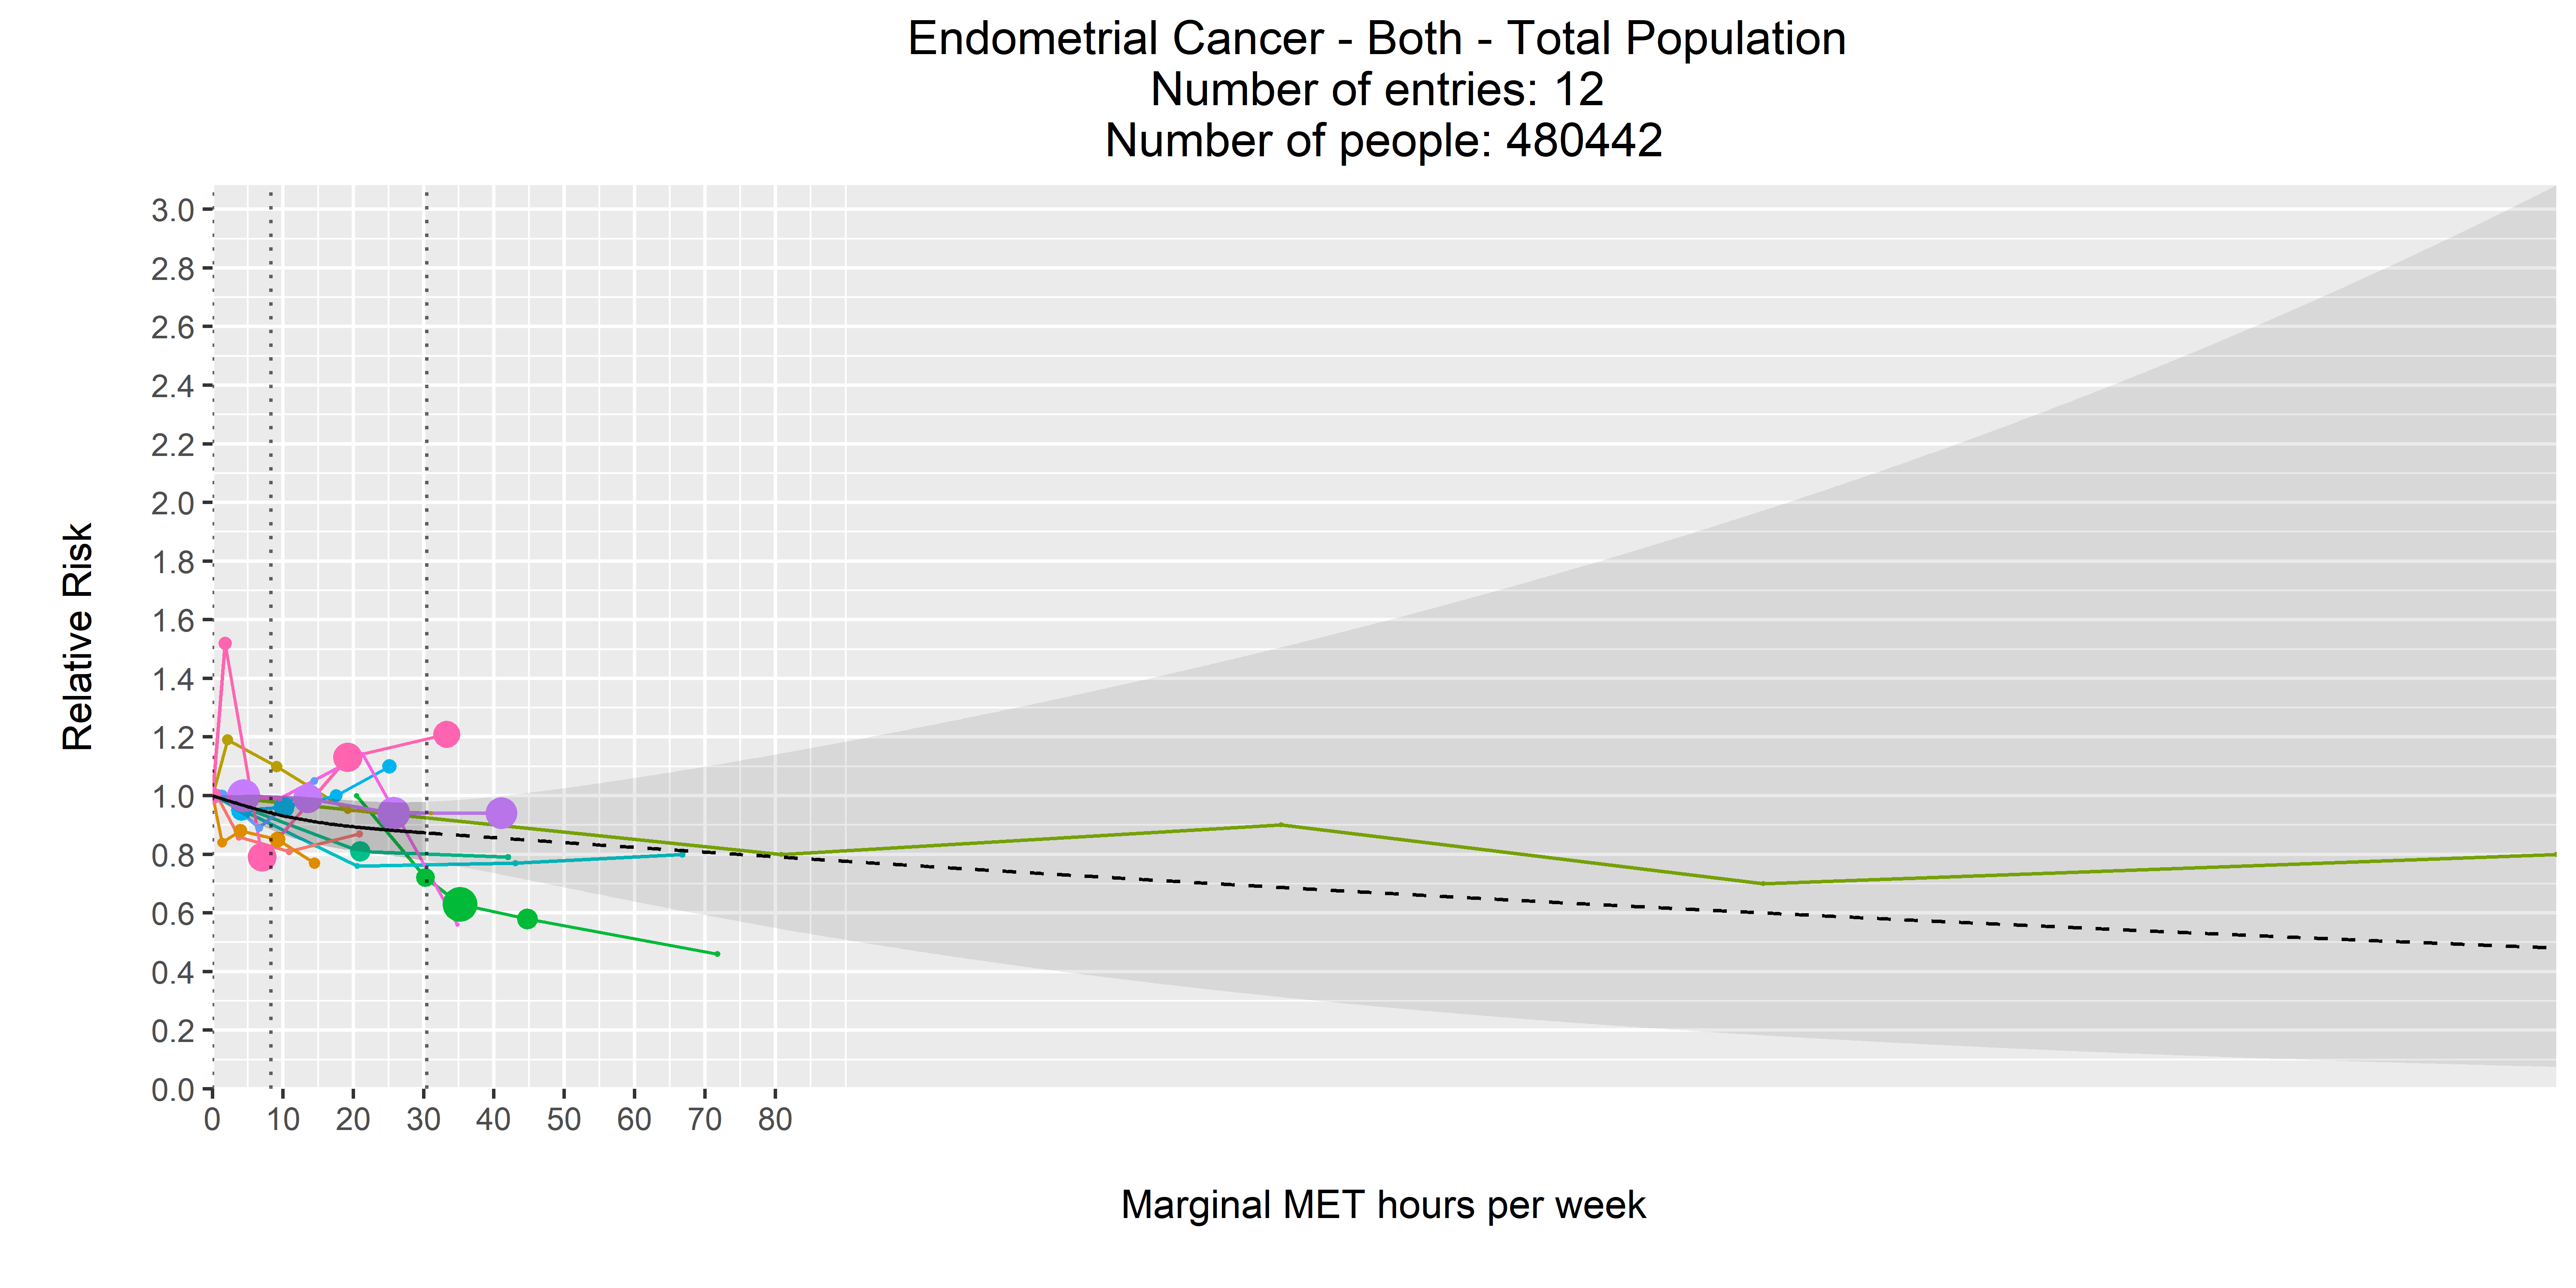 Endometrial Cancer - Both - Total Population
Number of entries: 12
Number of people: 480442
3.0
2.8
2.6
2.4
2.2
2.0
1.8
1.6
1.4
1.2
1.0
0.8
0.6
0.4
0.2
0.0
Relative Risk
0 10 20 30 40 50 60 70 80
Marginal MET hours per week